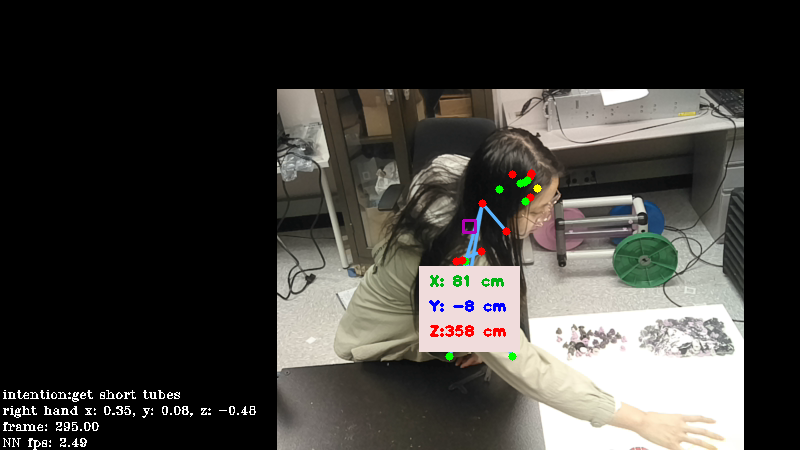 X: 81 cm
Y: -8 cm
Z:358 cm
intention:get short tubes
right hand x: 0.35, y: 0.08, z: -0.48
frame: 295.00
NN fps: 2.49